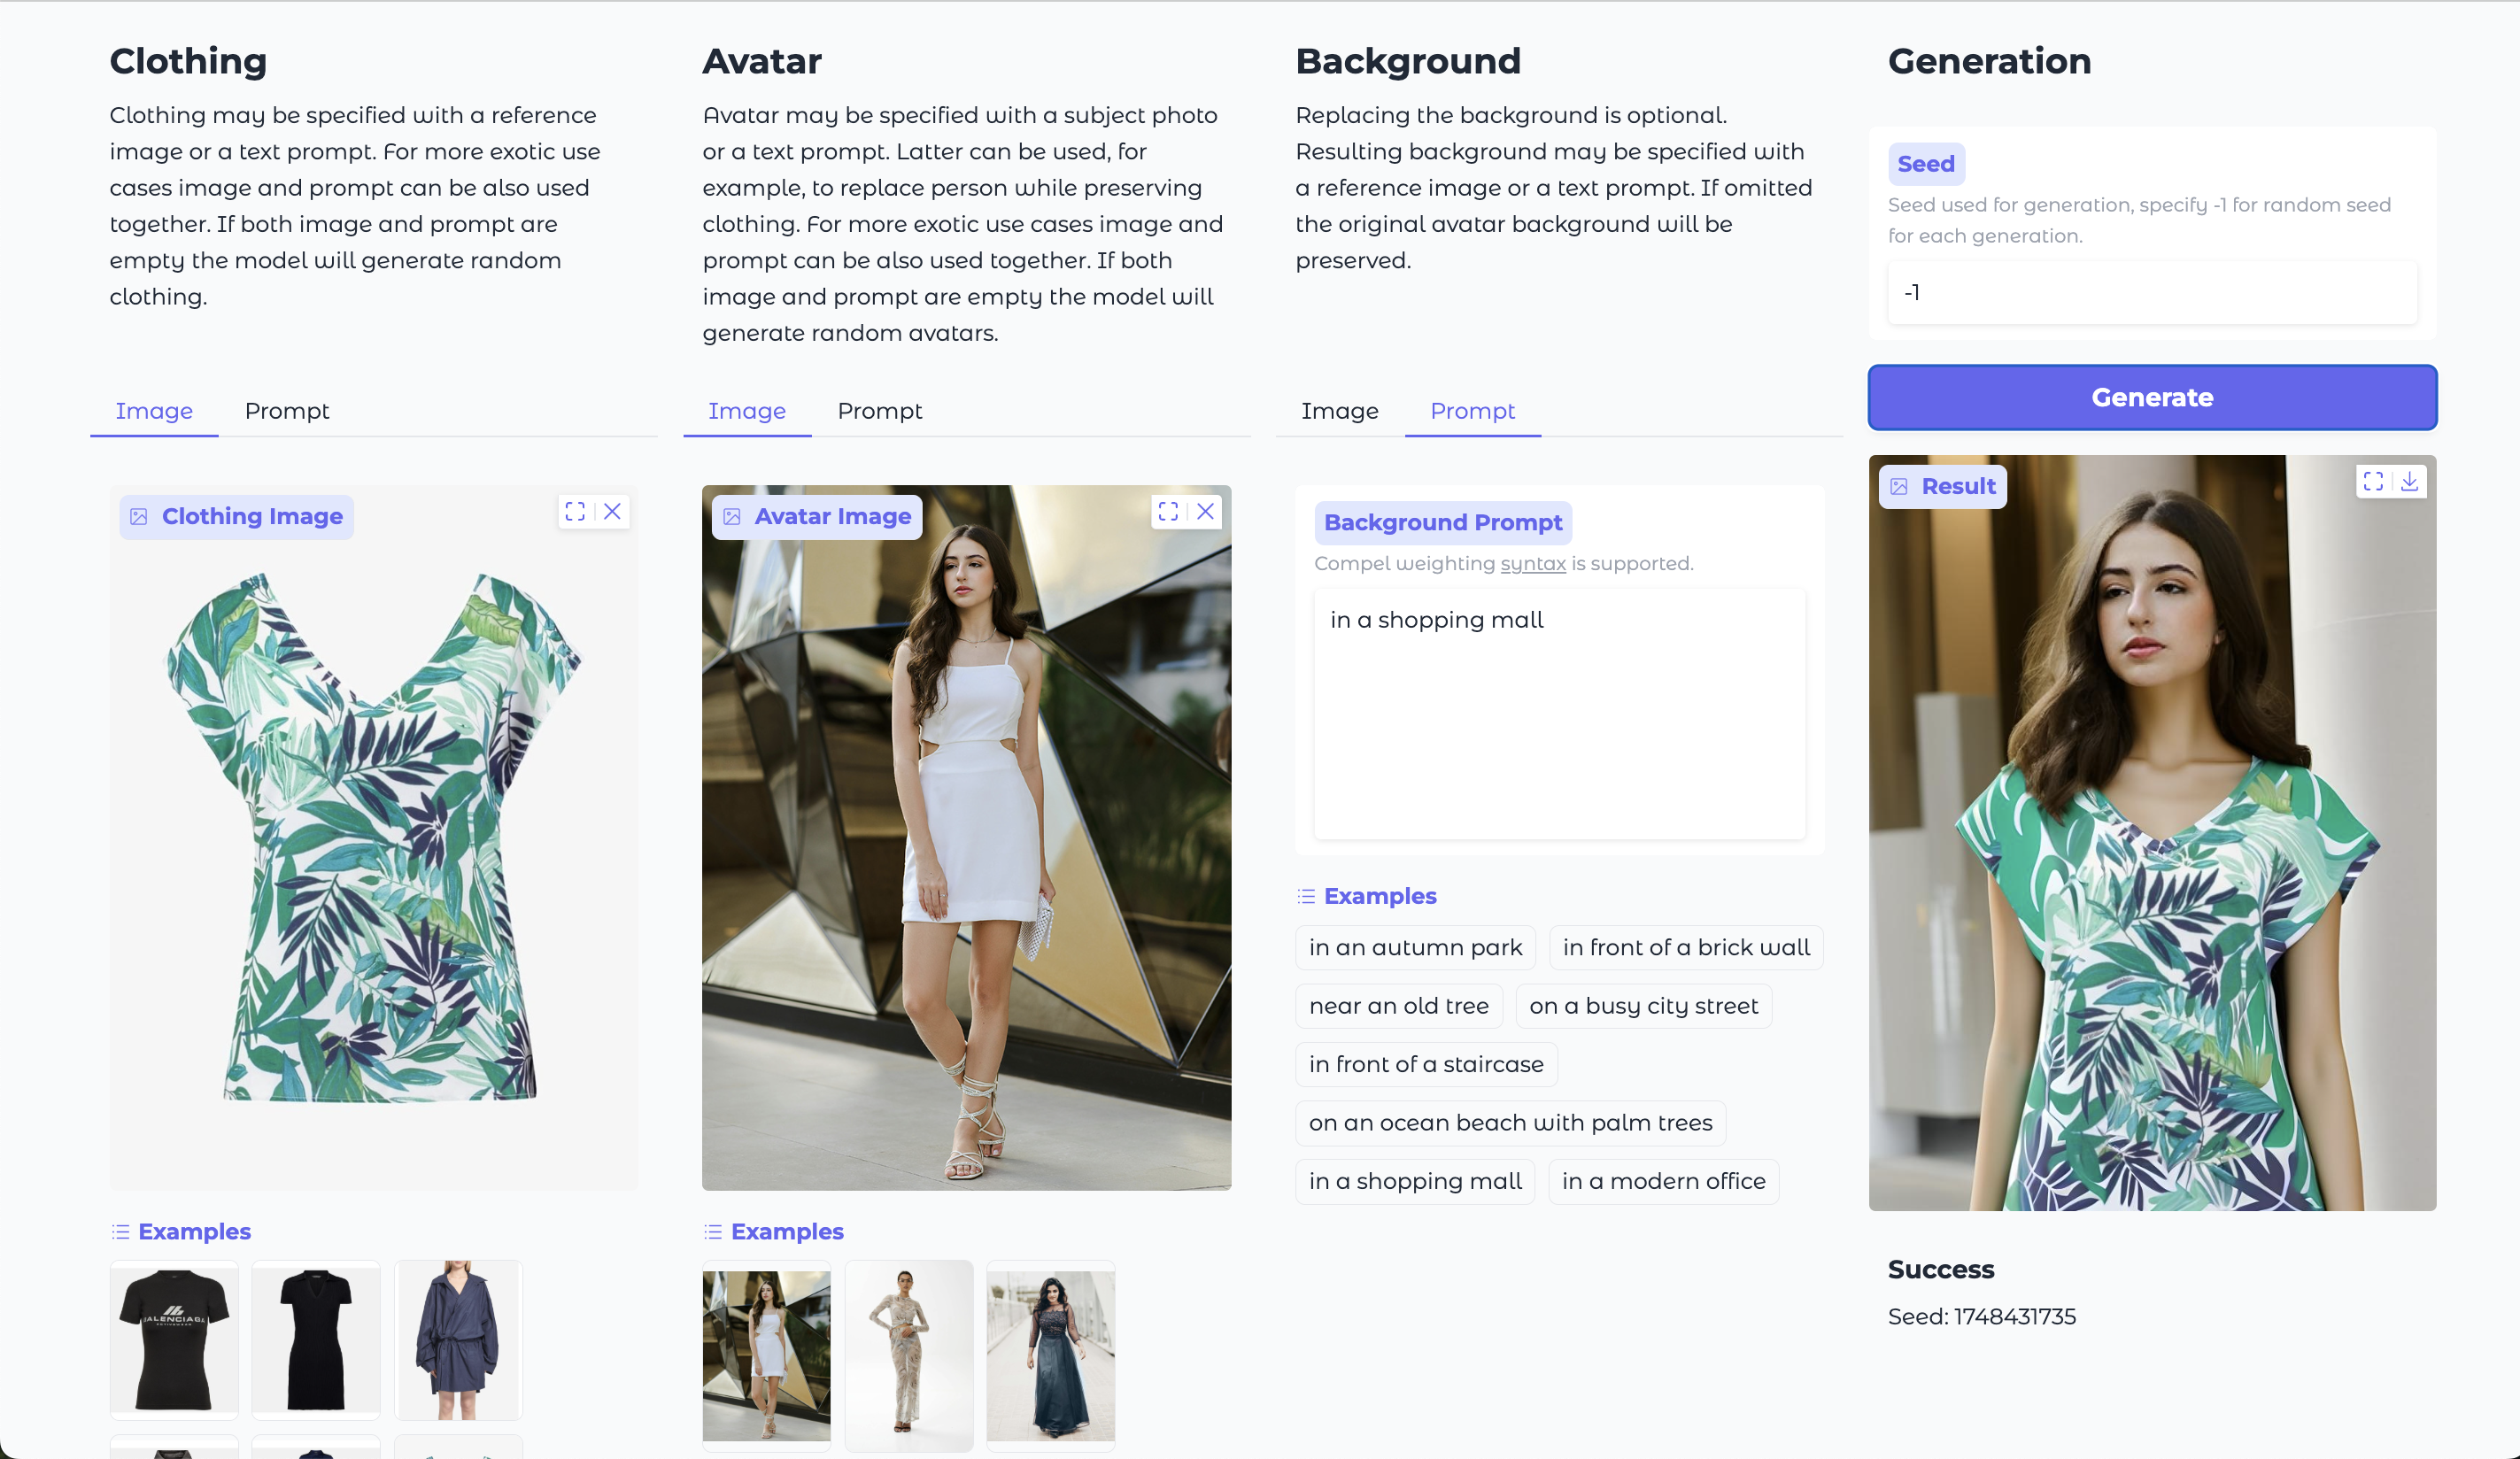 Clothing
Clothing may be specified with a reference
image or a text prompt. For more exotic use
cases image and prompt can be also used
together. If both image and prompt are
empty the model will generate random
clothing.
Image
Prompt
Clothing Image
Examples
BALENCIAGA
Avatar
Avatar may be specified with a subject photo
or a text prompt. Latter can be used, for
example, to replace person while preserving
clothing. For more exotic use cases image and
prompt can be also used together. If both
image and prompt are empty the model will
generate random avatars.
Image
Prompt
Avatar Image
Examples
Background
Replacing the background is optional.
Resulting background may be specified with
a reference image or a text prompt. If omitted
the original avatar background will be
preserved.
Image
Prompt
Background Prompt
Compel weighting syntax is supported.
in a shopping mall
Examples
in an autumn park
in front of a brick wall
near an old tree
on a busy city street
in front of a staircase
on an ocean beach with palm trees
in a shopping mall
in a modern office
Generation
Seed
Seed used for generation, specify -1 for random seed
for each generation.
-1
Generate
Result
Success
Seed: 1748431735